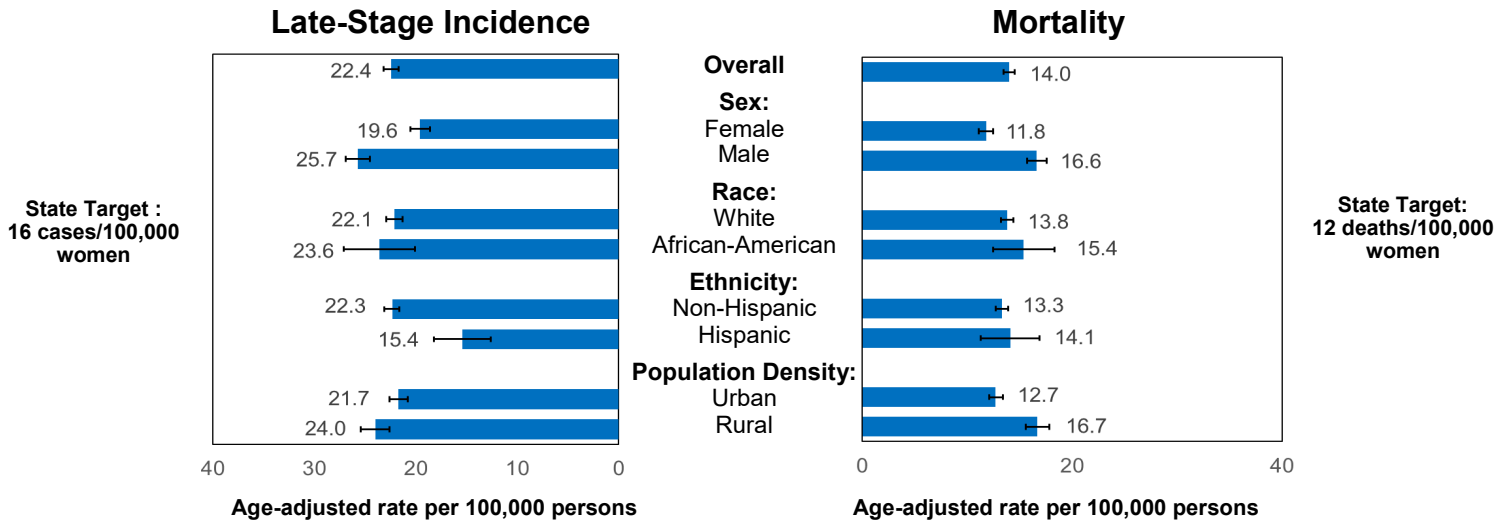 Late-Stage Incidence
Mortality
22.4
Overall
14.0
Sex:
19.6
Female
11.8
25.7
Male
16.6
Race:
State Target :
16 cases/100,000
women
22.1
White
13.8
23.6
African-American
15.4
State Target:
12 deaths/100,000
women
Ethnicity:
22.3
Non-Hispanic
13.3
15.4
Hispanic
14.1
Population Density:
21.7
Urban
12.7
24.0
Rural
16.7
40 30 20 10 0
0 20 40
Age-adjusted rate per 100,000 persons
Age-adjusted rate per 100,000 persons